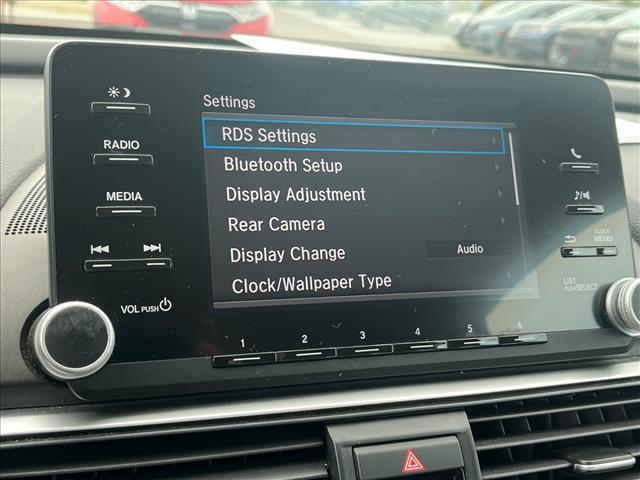 Settings
RDS Settings
Bluetooth Setup
Display Adjustment
Rear Camera
Display Change Audio
Clock/Wallpaper Type
RADIO
MEDIA
VOL PUSH
CLOCK
MENU
LIST
PUSH SELECT
1 2 3 4 5 6